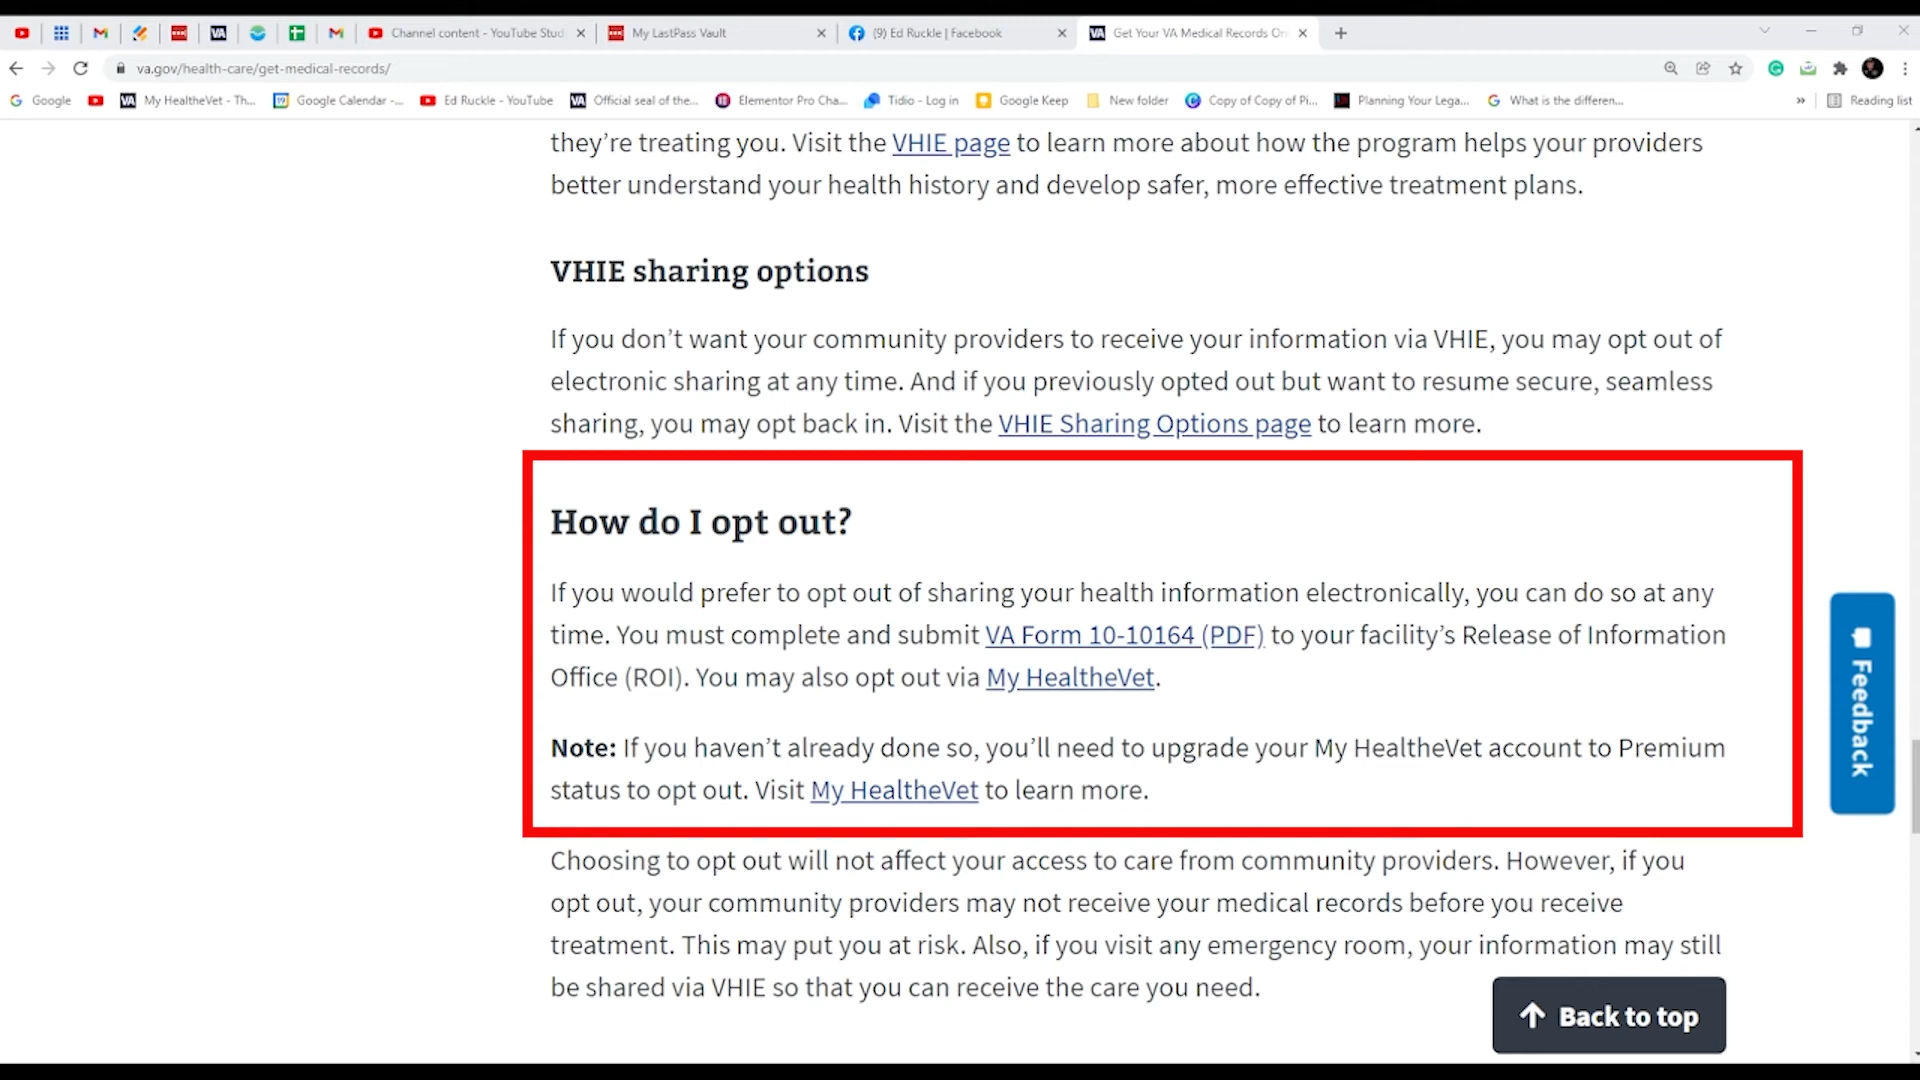 Channel content - YouTube Stud
My LastPass Vault
(9) Ed Ruckle | Facebook
Get Your VA Medical Records On
va.gov/health-care/get-medical-records/
Google
My HealtheVet - Th...
Google Calendar -...
Ed Ruckle - YouTube
Official seal of the...
Elementor Pro Cha...
Tidio - Log in
Google Keep
New folder
Copy of Copy of Pi...
Planning Your Lega...
What is the differen...
»
Reading list
they’re treating you. Visit the VHIE page to learn more about how the program helps your providers
better understand your health history and develop safer, more effective treatment plans.
VHIE sharing options
If you don’t want your community providers to receive your information via VHIE, you may opt out of
electronic sharing at any time. And if you previously opted out but want to resume secure, seamless
sharing, you may opt back in. Visit the VHIE Sharing Options page to learn more.
How do I opt out?
If you would prefer to opt out of sharing your health information electronically, you can do so at any
time. You must complete and submit VA Form 10-10164 (PDF) to your facility’s Release of Information
Office (ROI). You may also opt out via My HealtheVet.
Note: If you haven’t already done so, you’ll need to upgrade your My HealtheVet account to Premium
status to opt out. Visit My HealtheVet to learn more.
Choosing to opt out will not affect your access to care from community providers. However, if you
opt out, your community providers may not receive your medical records before you receive
treatment. This may put you at risk. Also, if you visit any emergency room, your information may still
be shared via VHIE so that you can receive the care you need.
Feedback
Back to top